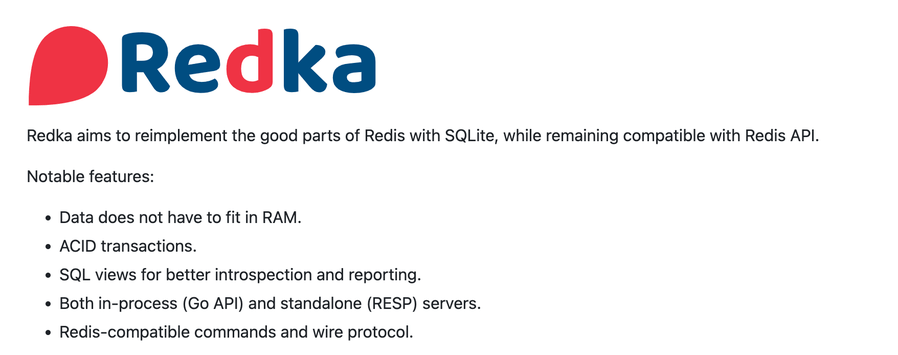 Redka
Redka aims to reimplement the good parts of Redis with SQLite, while remaining compatible with Redis API.
Notable features:
• Data does not have to fit in RAM.
• ACID transactions.
• SQL views for better introspection and reporting.
• Both in-process (Go API) and standalone (RESP) servers.
• Redis-compatible commands and wire protocol.